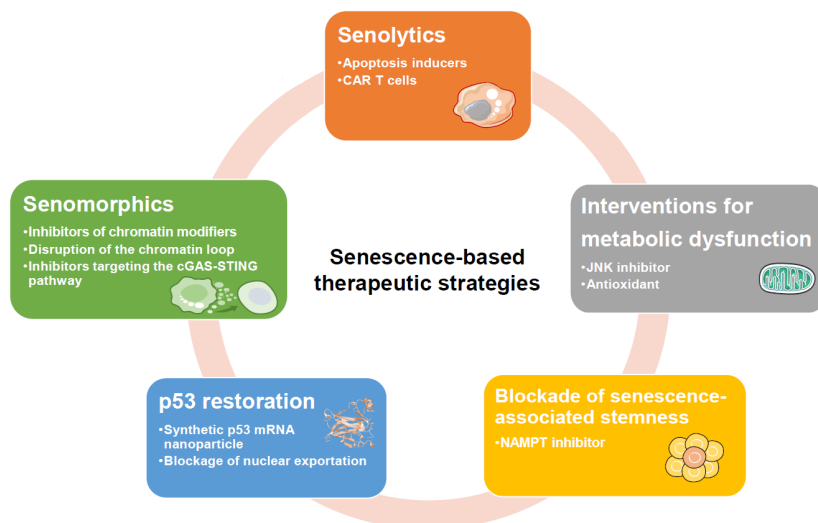 Senolytics
•Apoptosis inducers
•CAR T cells
Senomorphics
•Inhibitors of chromatin modifiers
•Disruption of the chromatin loop
•Inhibitors targeting the cGAS-STING
pathway
Senescence-based
therapeutic strategies
Interventions for
metabolic dysfunction
•JNK inhibitor
•Antioxidant
p53 restoration
•Synthetic p53 mRNA
nanoparticle
•Blockage of nuclear exportation
Blockade of senescence-
associated stemness
•NAMPT inhibitor